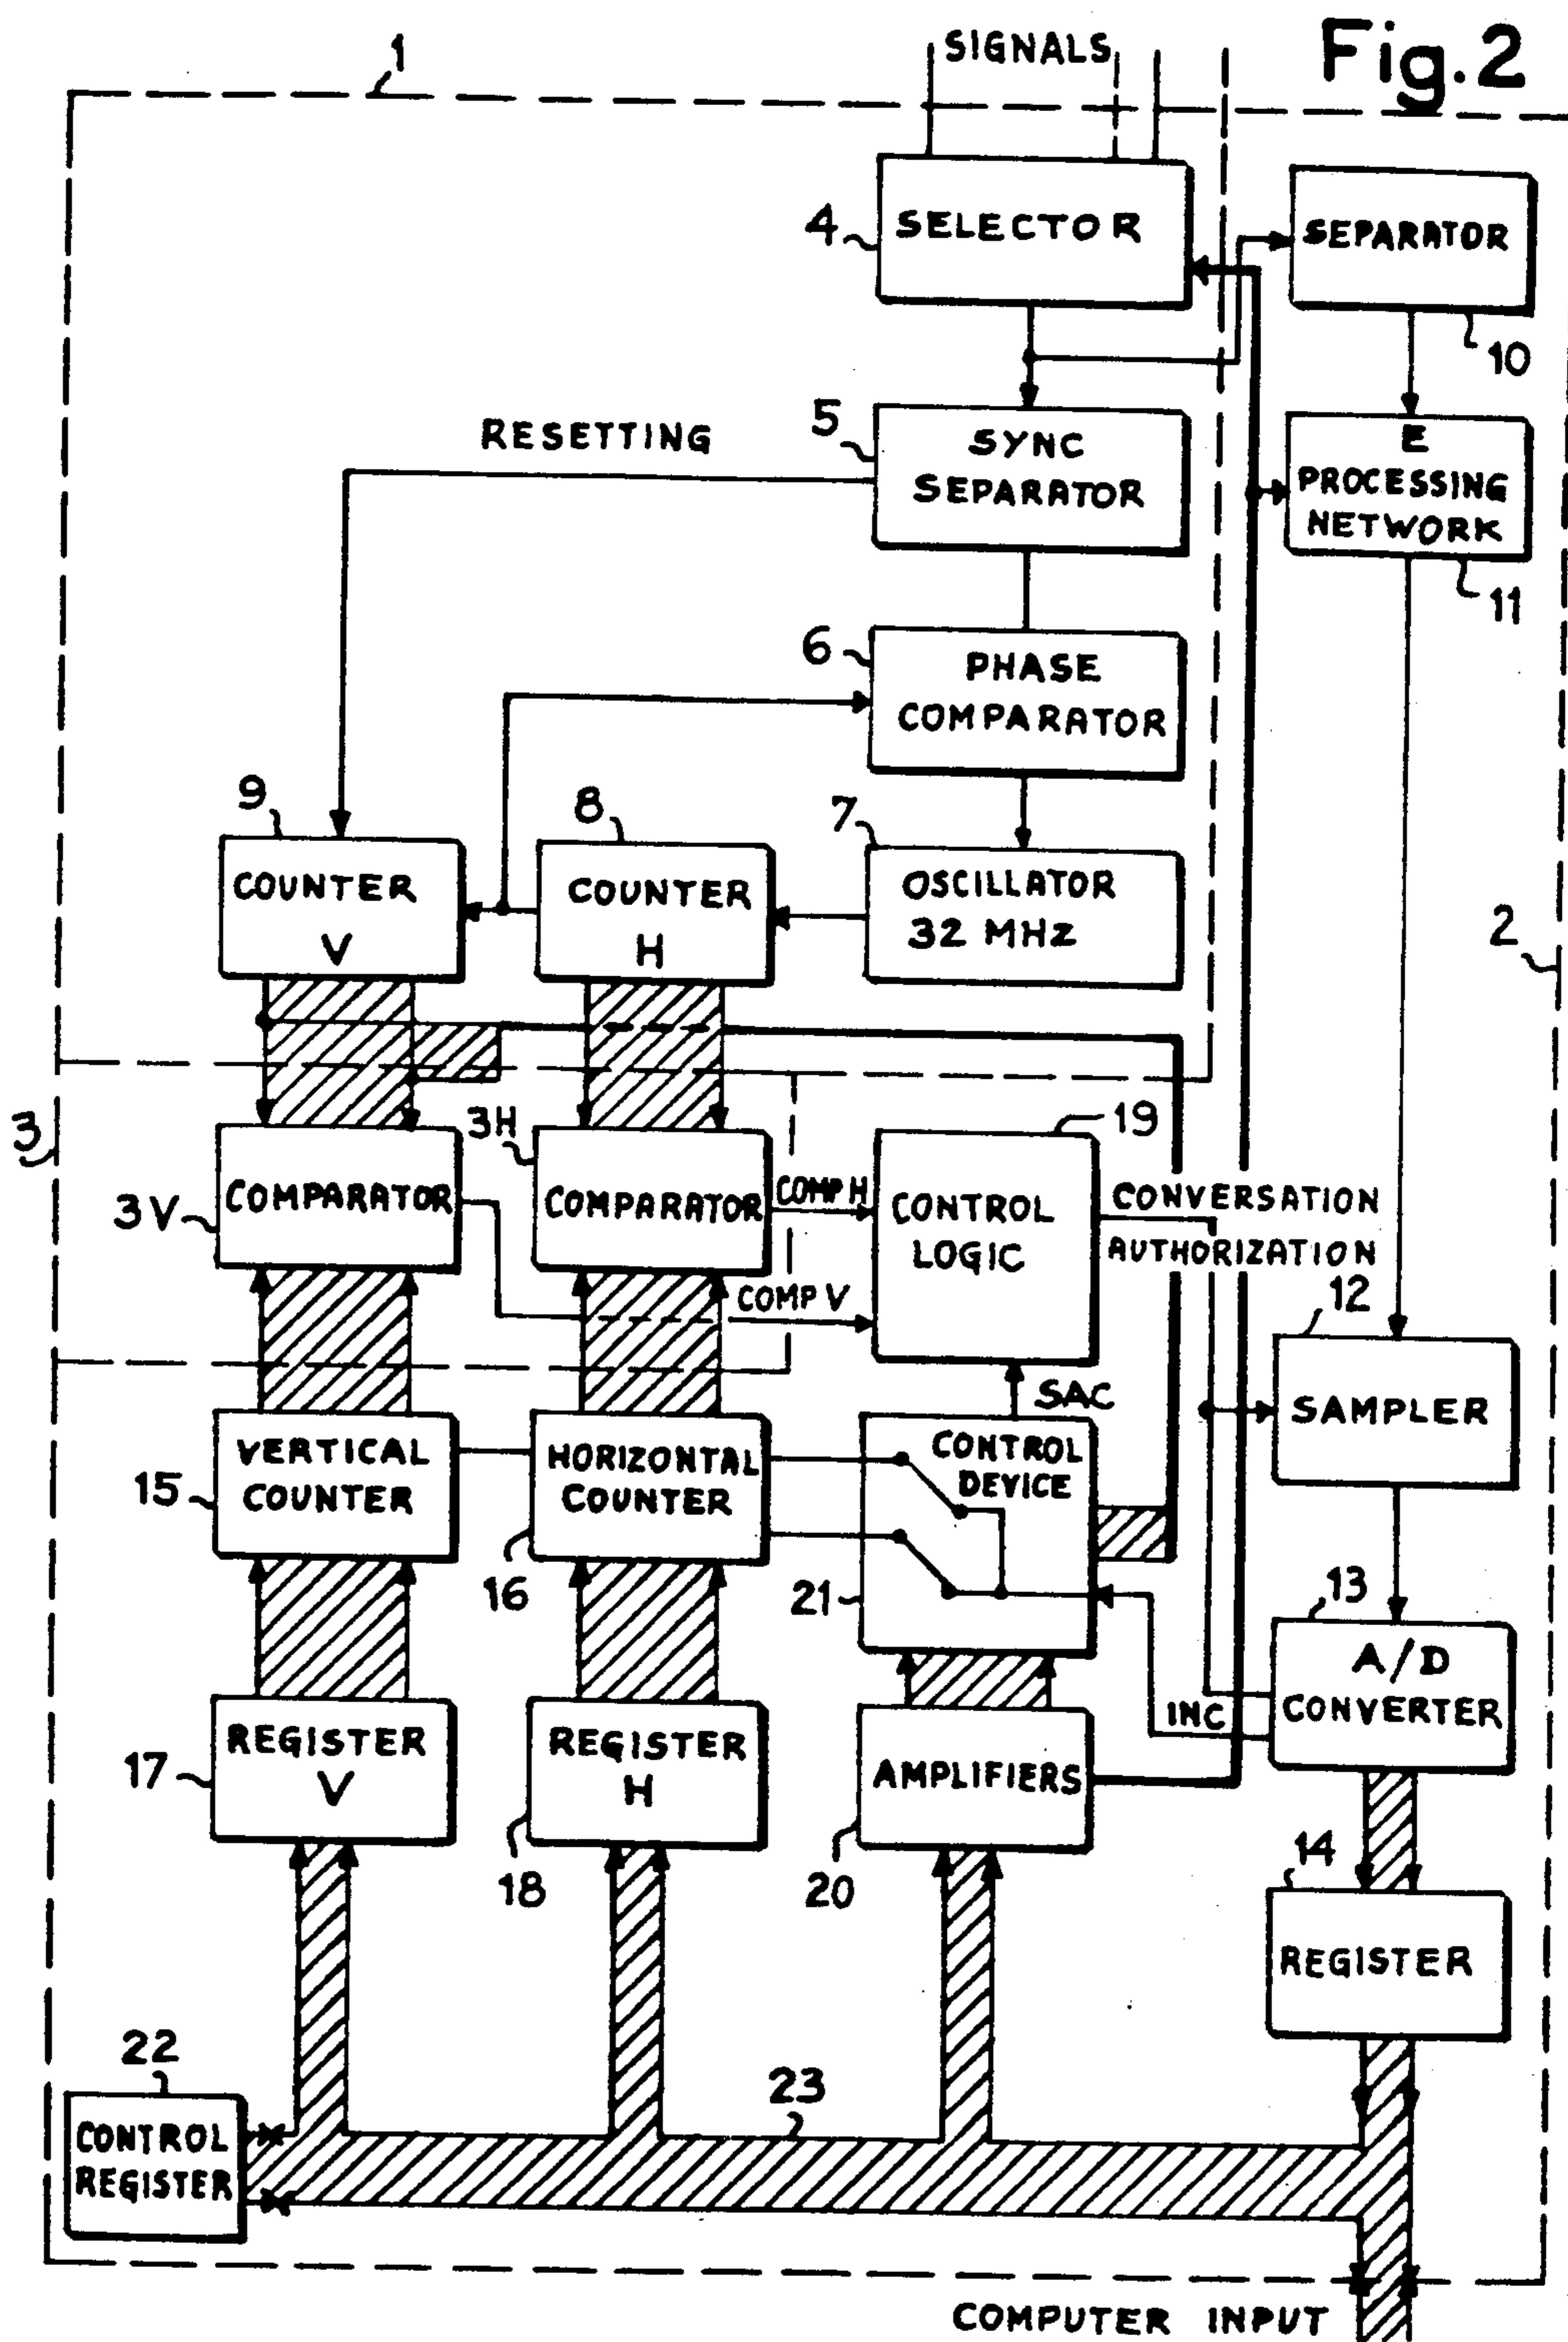 Fig.2
SIGNALS
1
4
SELECTOR
SEPARATOR
10
RESETTING
5
SYNC
SEPARATOR
E
PROCESSING
NETWORK
11
6
PHASE
COMPARATOR
9
COUNTER
V
8
COUNTER
H
7
OSCILLATOR
32 MHz
2
3
3V
COMPARATOR
3H
COMPARATOR
COMP H
COMP V
19
CONTROL
LOGIC
CONVERSATION
AUTHORIZATION
12
SAMPLER
SAC
15
VERTICAL
COUNTER
16
HORIZONTAL
COUNTER
CONTROL
DEVICE
21
13
A/D
CONVERTER
INC
17
REGISTER
V
18
REGISTER
H
AMPLIFIERS
20
14
REGISTER
22
CONTROL
REGISTER
23
COMPUTER INPUT